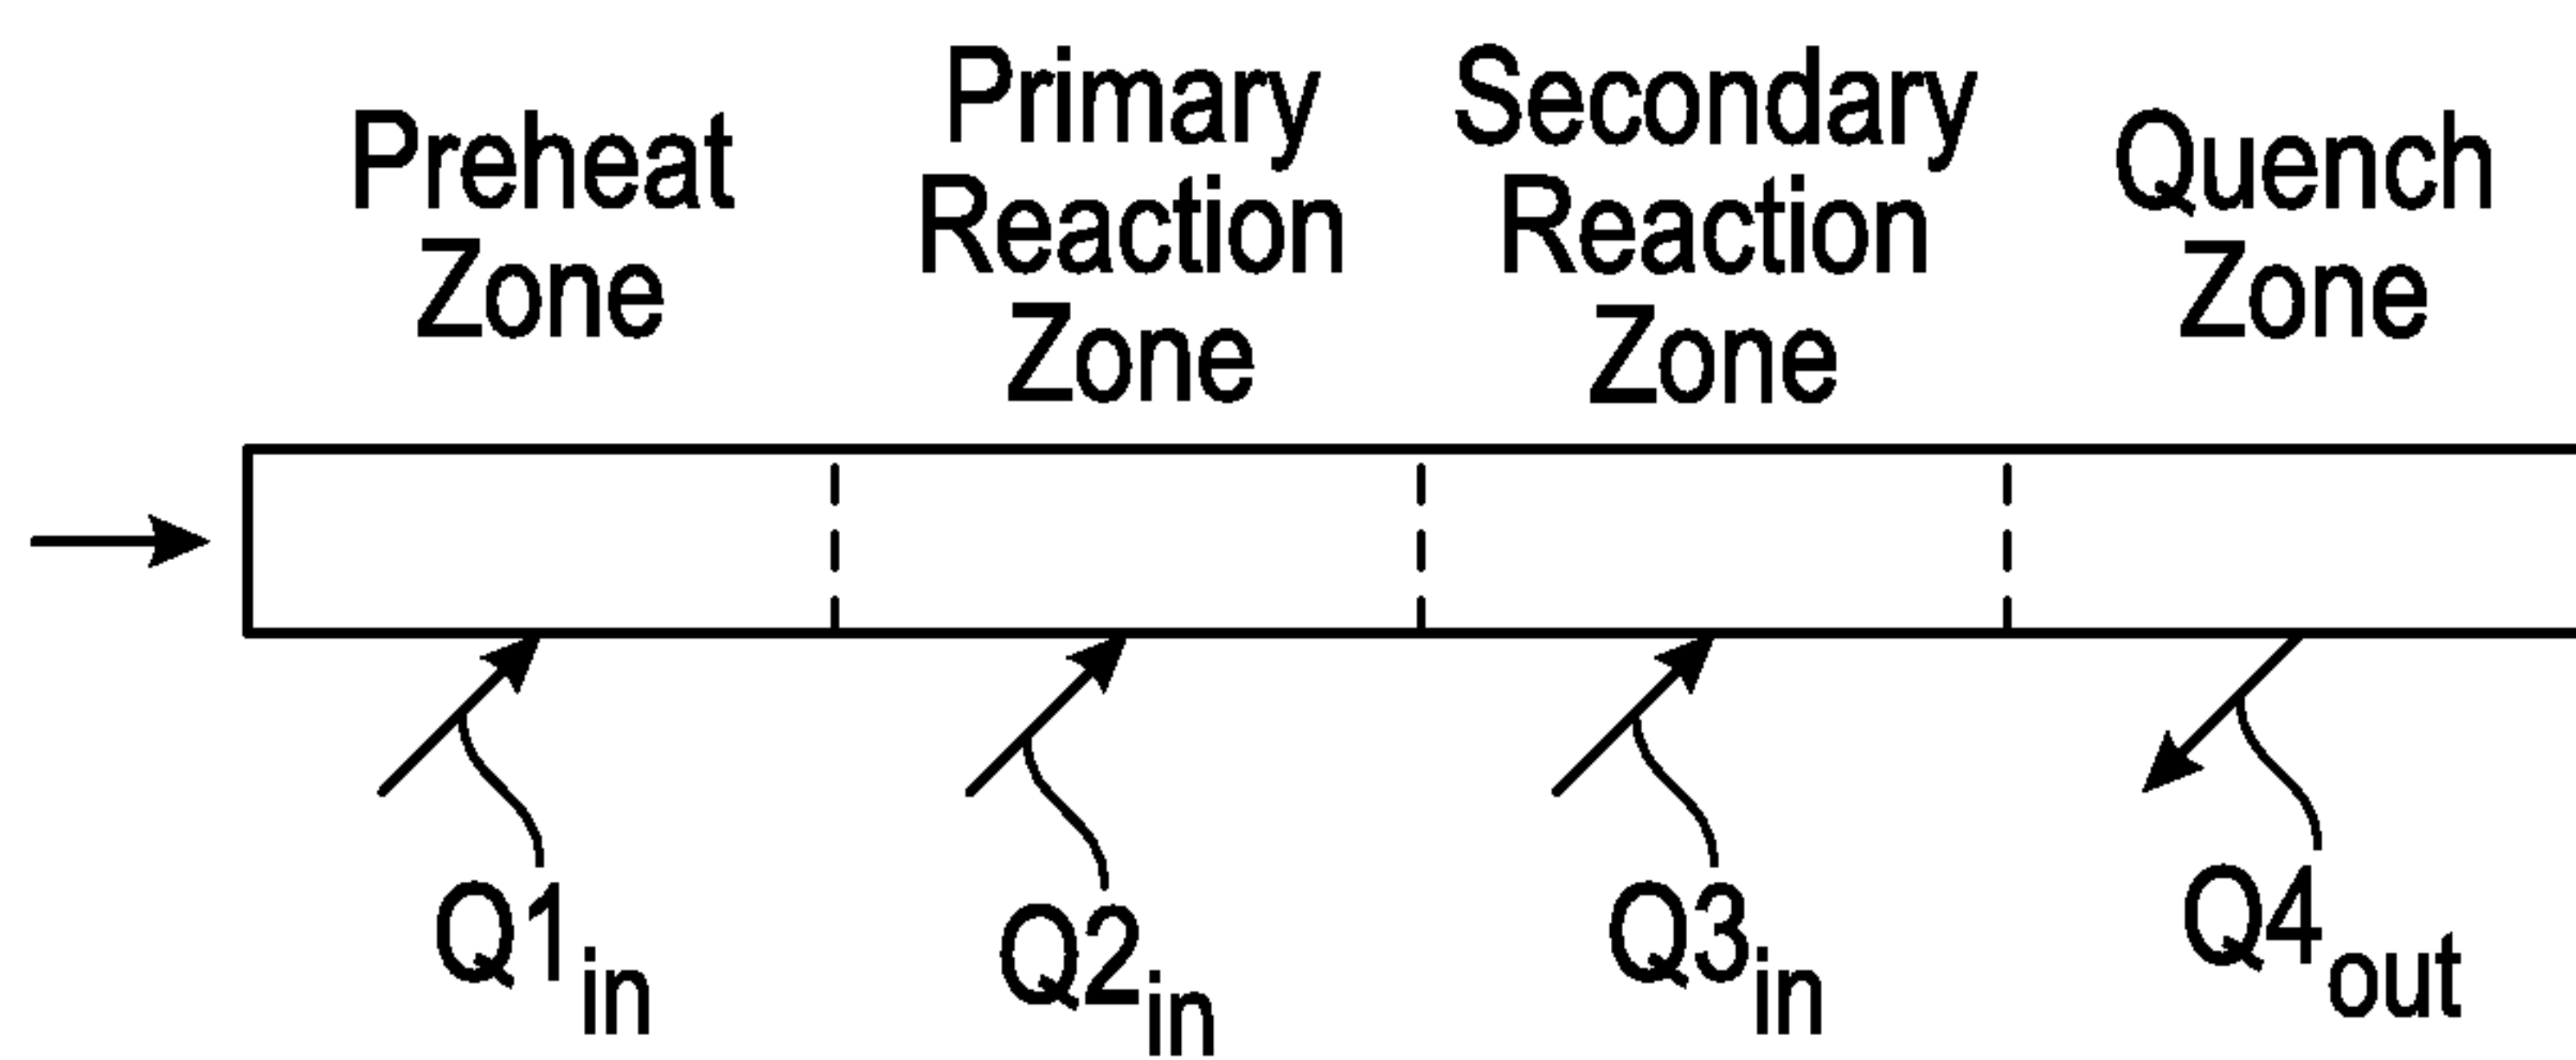 Preheat
Zone
Primary
Reaction
Zone
Secondary
Reaction
Zone
Quench
Zone
Q1in
Q2in
Q3in
Q4out